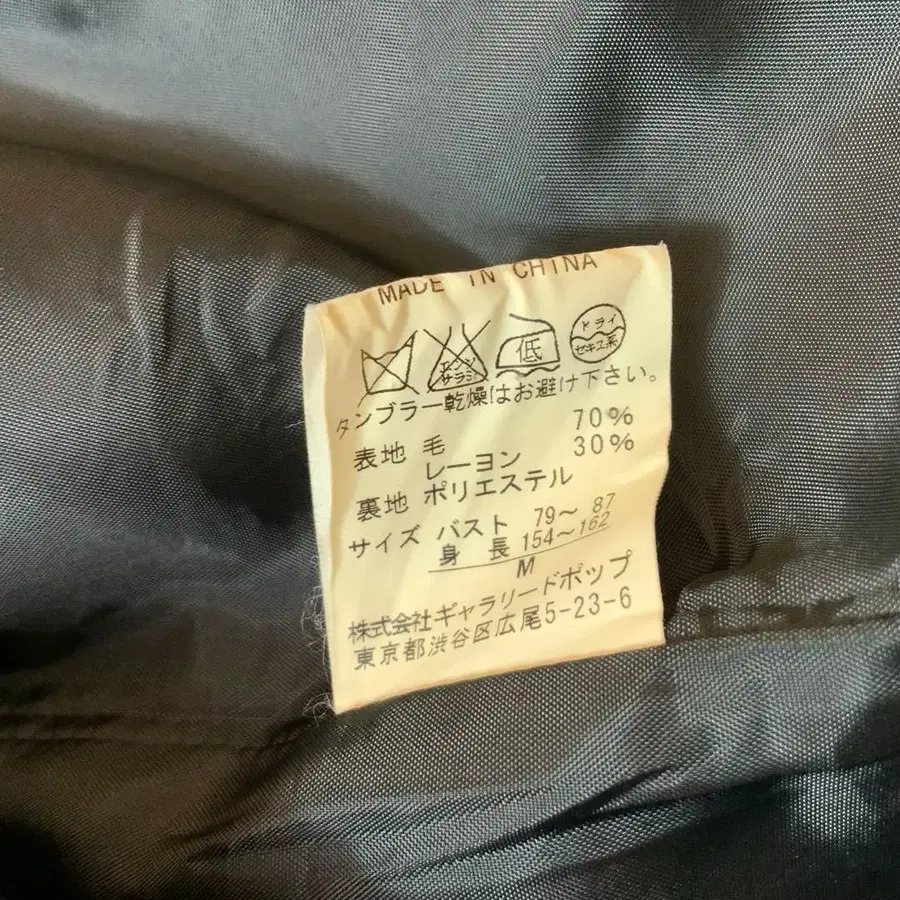 MADE IN CHINA
エンソ サラシ 低 ドライ セキユ系
タンブラー乾燥はお避け下さい。
表地 毛 70%
レーヨン 30%
裏地 ポリエステル
サイズ バスト 79〜 87
身 長 154〜162
M
株式会社ギャラリードポップ
東京都渋谷区広尾5-23-6